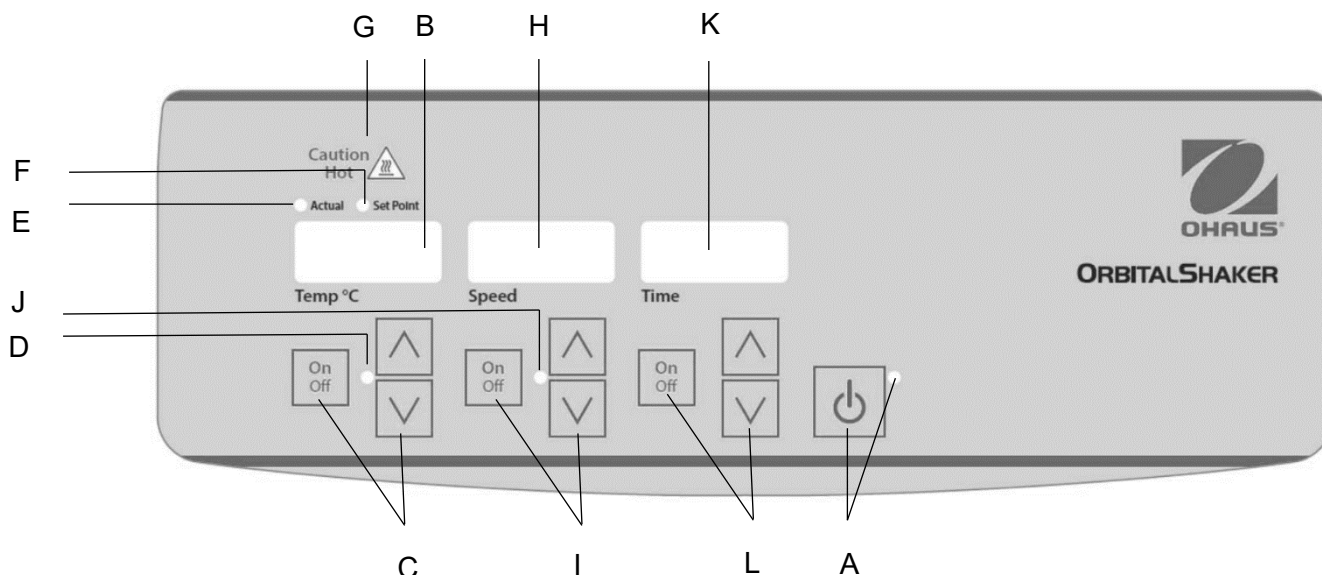 G B H K
Caution
Hot
F
E
Actual Set Point
OHAUS®
ORBITALSHAKER
Temp °C Speed Time
J
D
On On On
Off Off Off
C I L A